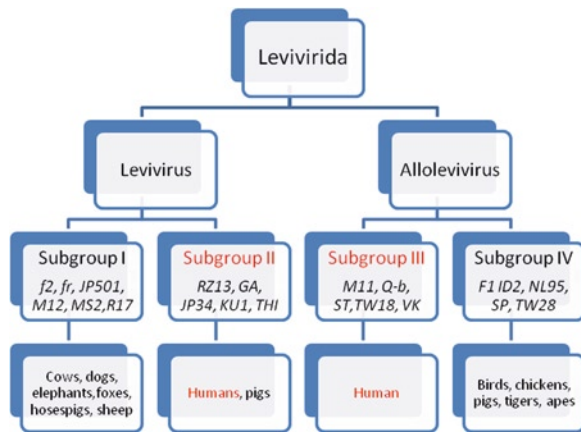 Levivirida
Levivirus
Allolevivirus
Subgroup I
f2, fr, JP501,
M12, MS2,R17
Subgroup II
RZ13, GA,
JP34, KU1, THI
Subgroup III
M11, Q-b,
ST,TW18, VK
Subgroup IV
F1 ID2, NL95,
SP, TW28
Cows, dogs,
elephants,foxes,
hosespigs, sheep
Humans, pigs
Human
Birds, chickens,
pigs, tigers, apes